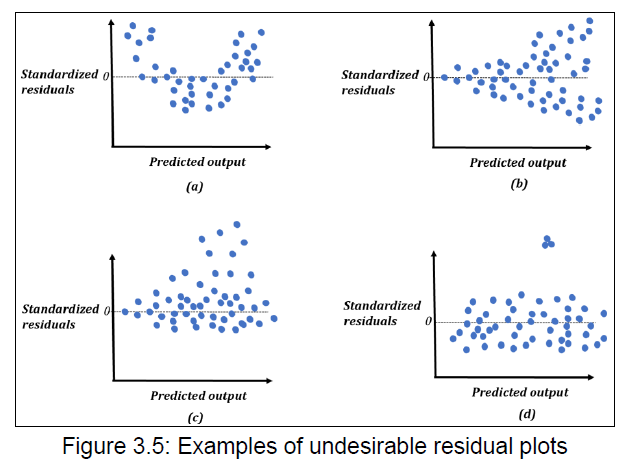 Standardized
residuals
0
Predicted output
(a)
Standardized
residuals
0
Predicted output
(b)
Standardized
residuals
0
Predicted output
(c)
Standardized
residuals
0
Predicted output
(d)
Figure 3.5: Examples of undesirable residual plots